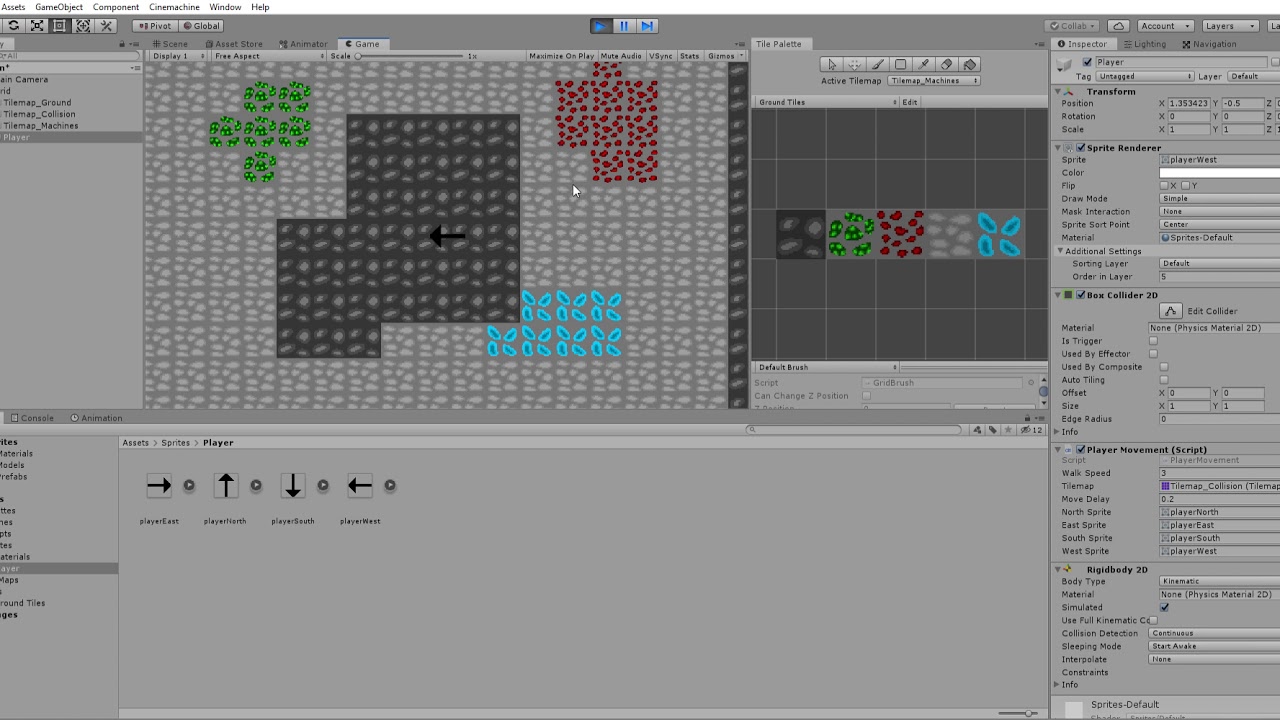 Assets GameObject Component Cinemachine Window Help
Pivot Global Collab Account Layers
Scene Asset Store Animator Game Tile Palette Inspector Lighting Navigation
Display 1 Free Aspect Scale 1x Maximize On Play Mute Audio VSync Stats Gizmos
Active Tilemap Tilemap_Machines
Ground Tiles Edit
ain Camera
rid
Tilemap_Ground
Tilemap_Collision
Tilemap_Machines
Player
Default Brush
Script GridBrush
Can Change Z Position
Player
Tag Untagged Layer Default
Transform
Position X 1.353423 Y -0.5 Z
Rotation X 0 Y 0 Z
Scale X 1 Y 1 Z
Sprite Renderer
Sprite playerWest
Color
Flip X Y
Draw Mode Simple
Mask Interaction None
Sprite Sort Point Center
Material Sprites-Default
Additional Settings
Sorting Layer Default
Order in Layer 5
Box Collider 2D
Edit Collider
Material None (Physics Material 2D)
Is Trigger
Used By Effector
Used By Composite
Auto Tiling
Offset X 0 Y 0
Size X 1 Y 1
Edge Radius 0
Info
Player Movement (Script)
Script PlayerMovement
Walk Speed 3
Tilemap Tilemap_Collision (Tilemap
Move Delay 0.2
North Sprite playerNorth
East Sprite playerEast
South Sprite playerSouth
West Sprite playerWest
Rigidbody 2D
Body Type Kinematic
Material None (Physics Material 2D)
Simulated
Use Full Kinematic Co
Collision Detection Continuous
Sleeping Mode Start Awake
Interpolate None
Constraints
Info
Sprites-Default
Console Animation
12
Assets Sprites Player
rites
Materials
Models
Prefabs
s
ettes
nes
pts
tes
aterials
layer
Maps
s
round Tiles
ages
playerEast playerNorth playerSouth playerWest